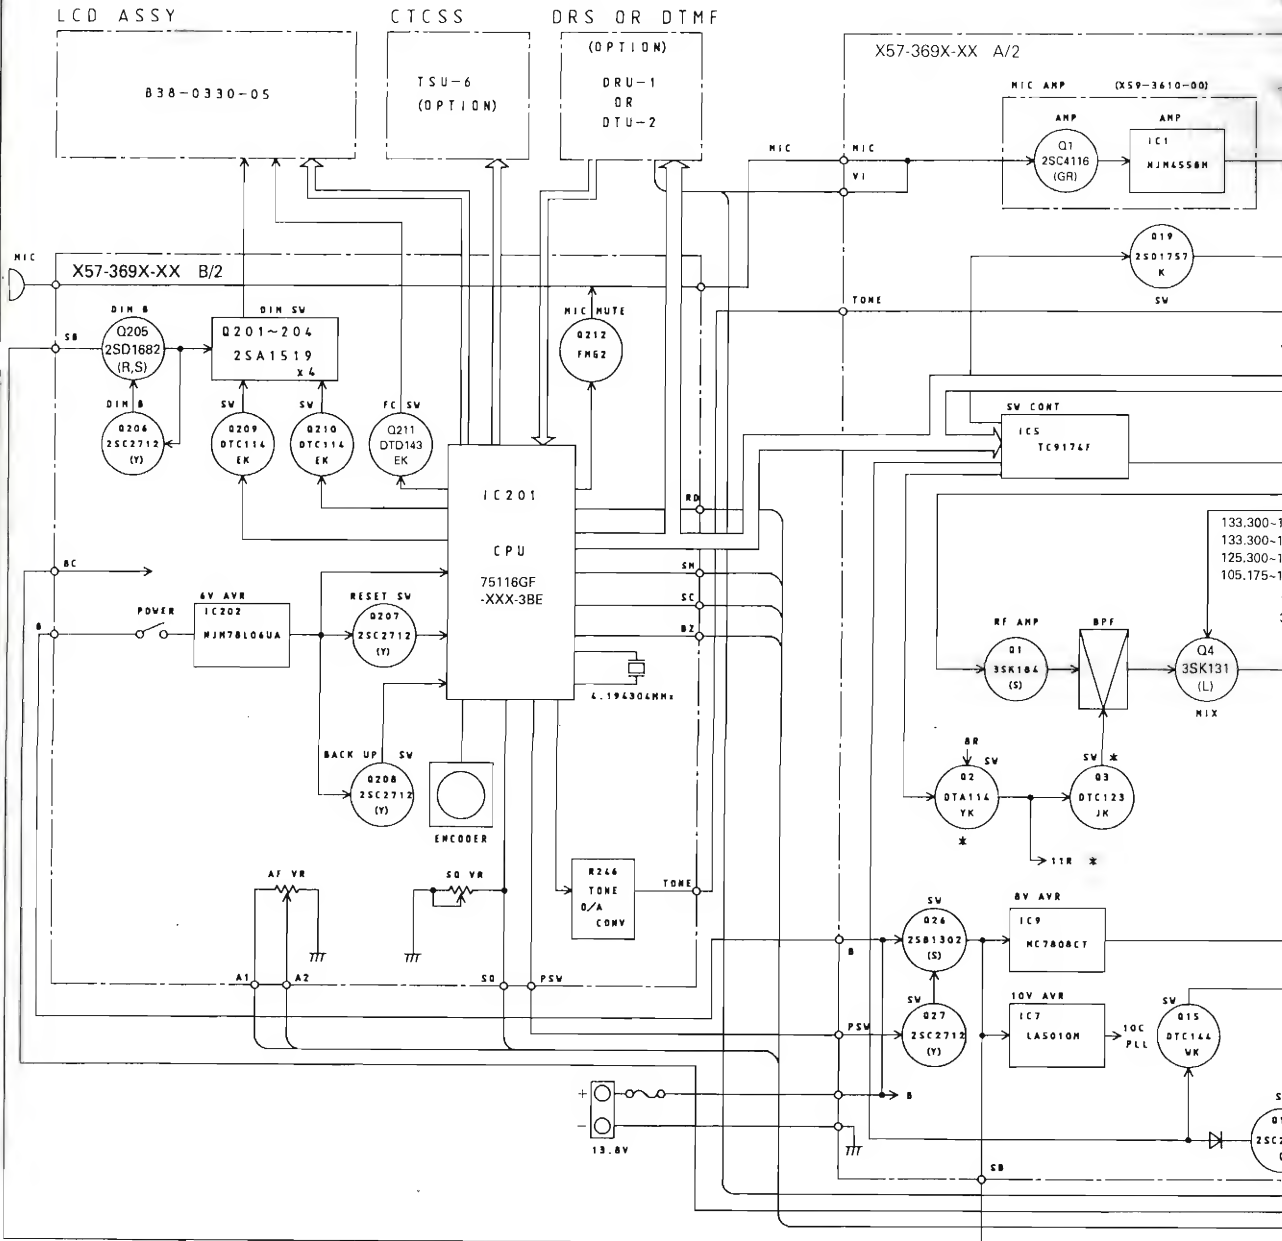 LCD ASSY
CTCSS
DRS OR DTMF
B38-0330-05
TSU-6
(OPTION)
(OPTION)
DRU-1
OR
DTU-2
X57-369X-XX A/2
MIC AMP (X59-3610-00)
AMP
Q1
2SC4116
(GR)
AMP
IC1
NJM4558M
MIC
MIC
VI
Q19
2SD1757
K
SW
TONE
MIC
X57-369X-XX B/2
SB
DIM B
Q205
2SD1682
(R,S)
DIM SW
Q201~204
2SA1519
x4
MIC MUTE
Q212
FMG2
DIM B
Q206
2SC2712
(Y)
SW
Q209
DTC114
EK
SW
Q210
DTC114
EK
FC SW
Q211
DTD143
EK
SW CONT
IC5
TC9174F
IC201
CPU
75116GF
-XXX-3BE
RD
SM
SC
BZ
133.300~1
133.300~1
125.300~1
105.175~1
BC
B
POWER
6V AVR
IC202
NJM78L06UA
RESET SW
Q207
2SC2712
(Y)
4.194304MHz
RF AMP
Q1
3SK184
(S)
BPF
Q4
3SK131
(L)
MIX
BACK UP SW
Q208
2SC2712
(Y)
ENCODER
8R
SW
Q2
DTA114
YK
*
SW *
Q3
DTC123
JK
11R *
AF VR
SQ VR
R246
TONE
D/A
CONV
TONE
SW
Q26
2SB1302
(S)
8V AVR
IC9
MC7808CT
B
A1
A2
SQ
PSW
PSW
SW
Q27
2SC2712
(Y)
10V AVR
IC7
LA5010M
10C
PLL
SW
Q15
DTC144
WK
+
-
13.8V
B
SB